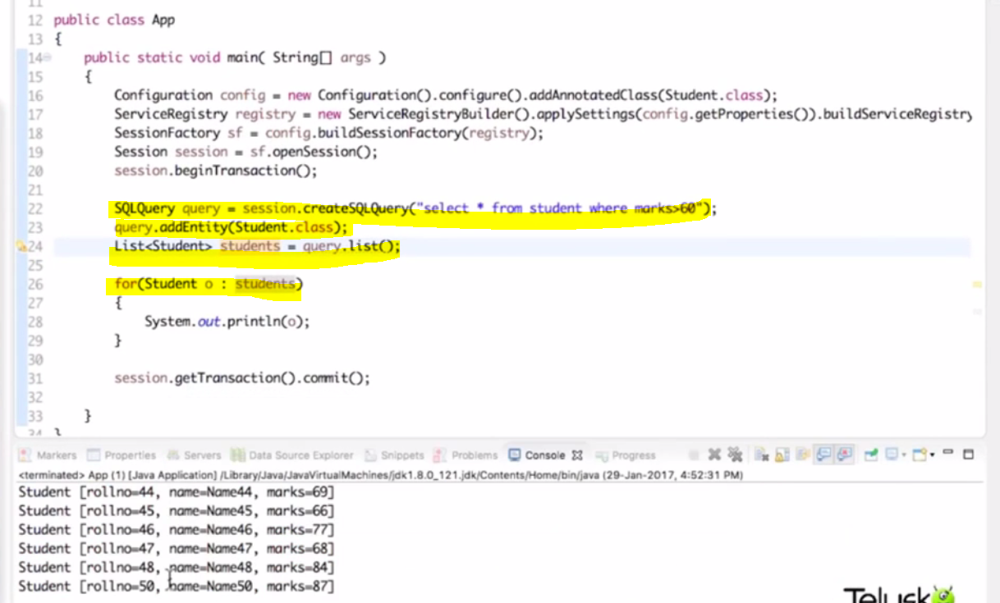 12 public class App
13 {
14 public static void main( String[] args )
15 {
16 Configuration config = new Configuration().configure().addAnnotatedClass(Student.class);
17 ServiceRegistry registry = new ServiceRegistryBuilder().applySettings(config.getProperties()).buildServiceRegistry
18 SessionFactory sf = config.buildSessionFactory(registry);
19 Session session = sf.openSession();
20 session.beginTransaction();
21
22 SQLQuery query = session.createSQLQuery("select * from student where marks>60");
23 query.addEntity(Student.class);
24 List<Student> students = query.list();
25
26 for(Student o : students)
27 {
28 System.out.println(o);
29 }
30
31 session.getTransaction().commit();
32
33 }
Markers Properties Servers Data Source Explorer Snippets Problems Console Progress
<terminated> App (1) [Java Application] /Library/Java/JavaVirtualMachines/jdk1.8.0_121.jdk/Contents/Home/bin/java (29-Jan-2017, 4:52:31 PM)
Student [rollno=44, name=Name44, marks=69]
Student [rollno=45, name=Name45, marks=66]
Student [rollno=46, name=Name46, marks=77]
Student [rollno=47, name=Name47, marks=68]
Student [rollno=48, name=Name48, marks=84]
Student [rollno=50, name=Name50, marks=87]